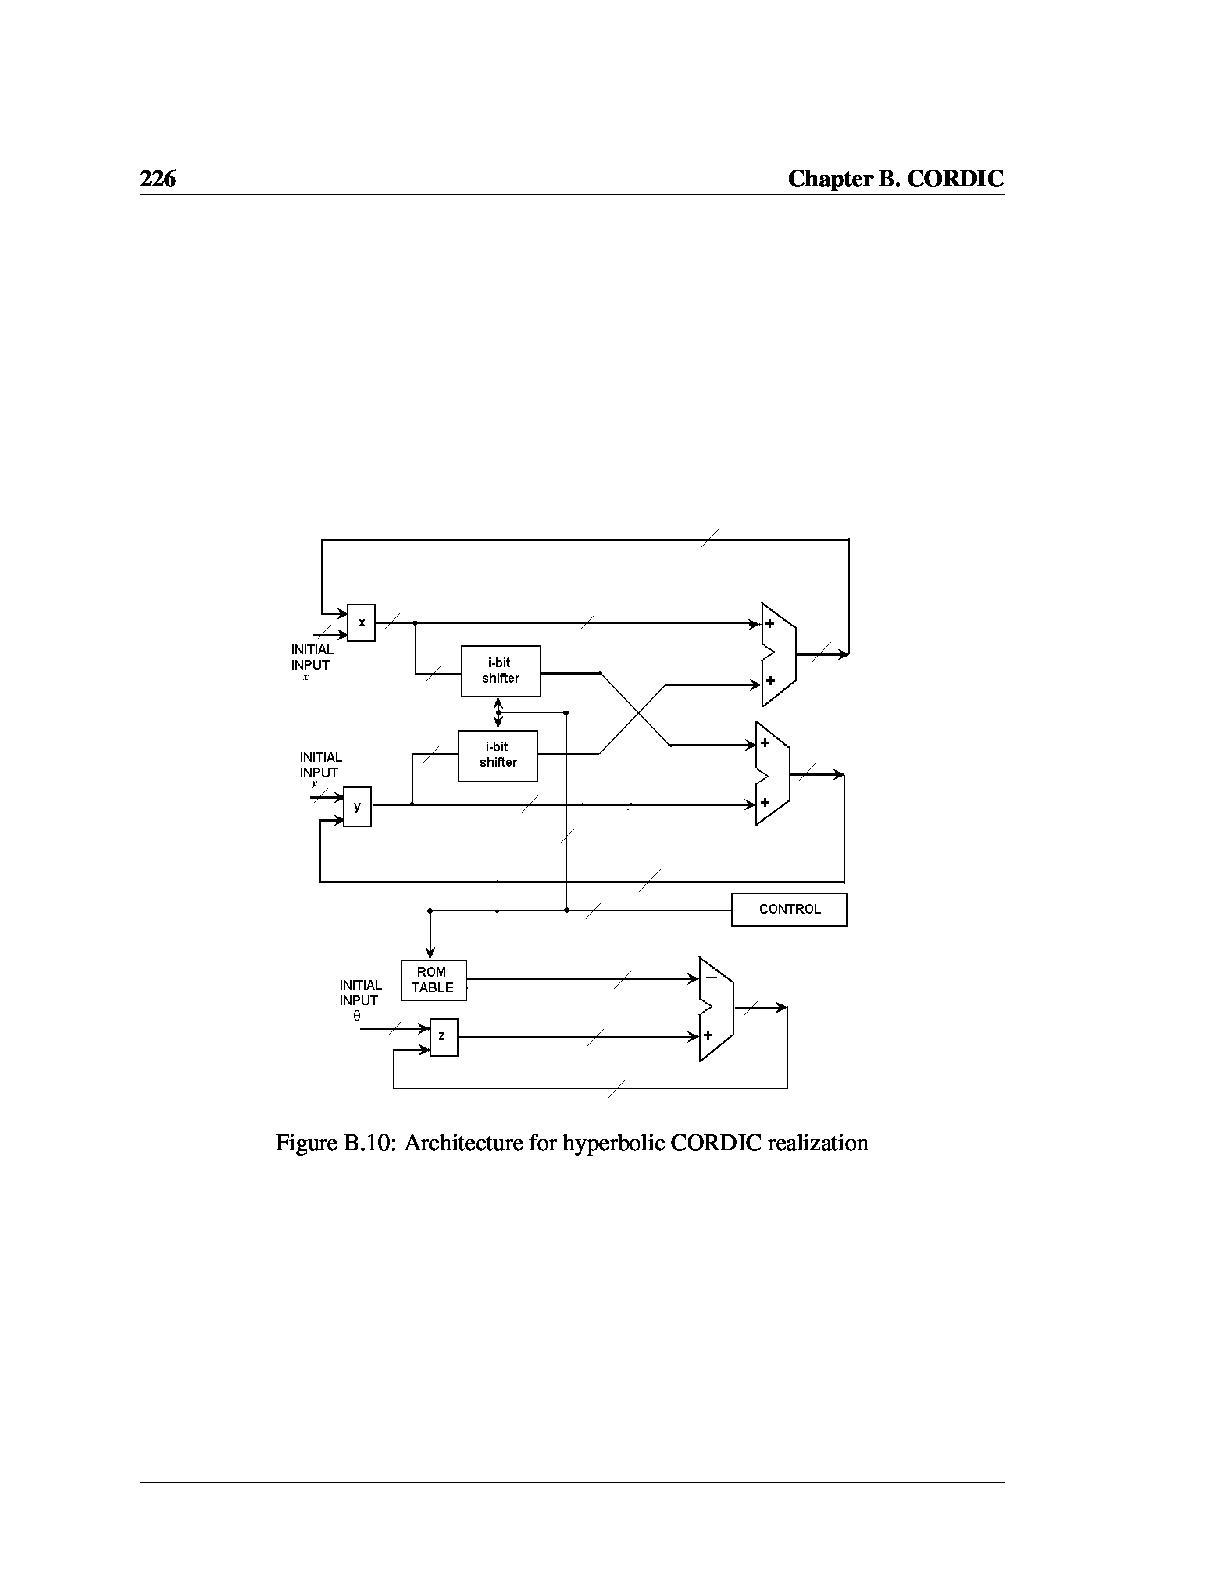 226 Chapter B. CORDIC
x
+
INITIAL
INPUT
x
i-bit
shifter
+
i-bit
shifter
+
INITIAL
INPUT
y
+
CONTROL
ROM
TABLE
−
INITIAL
INPUT
θ
z
+
Figure B.10: Architecture for hyperbolic CORDIC realization